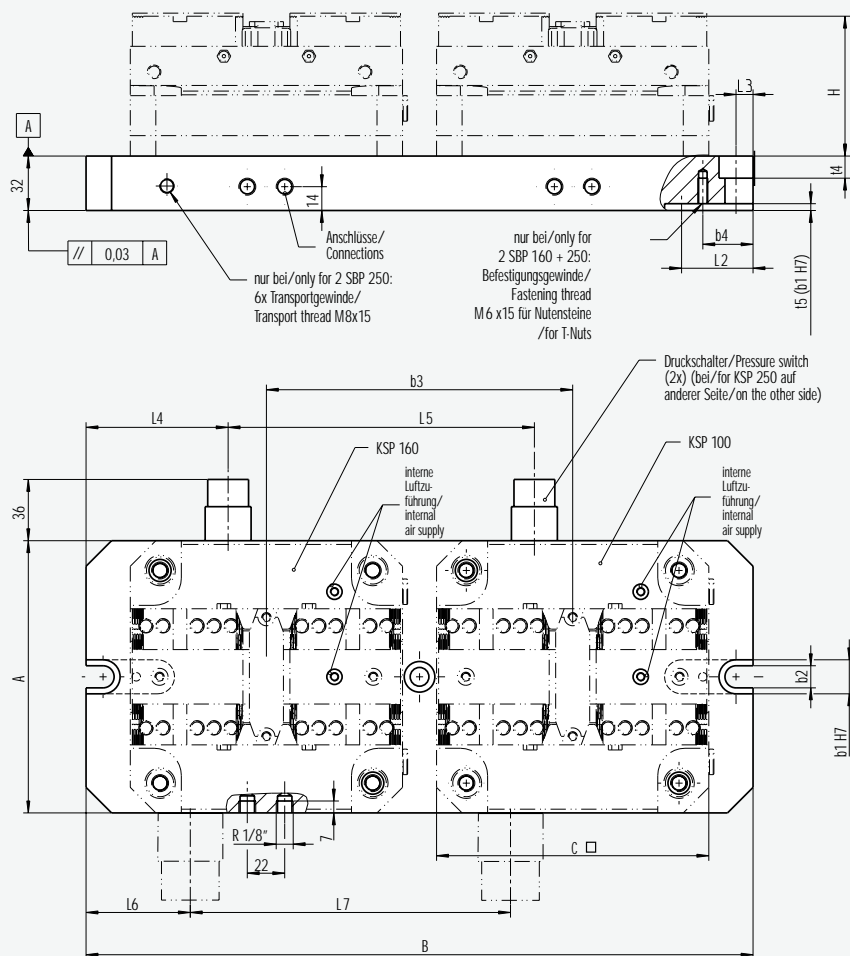 H
L3
A
32
14
t4
// 0,03 A
Anschlüsse/
Connections
nur bei/only for 2 SBP 250:
6x Transportgewinde/
Transport thread M8x15
nur bei/only for
2 SBP 160 + 250:
Befestigungsgewinde/
Fastening thread
M6 x15 für Nutensteine
/for T-Nuts
b4
L2
t5 (b1 H7)
Druckschalter/Pressure switch
(2x) (bei/for KSP 250 auf
anderer Seite/on the other side)
b3
L4
L5
KSP 160
KSP 100
36
interne
Luftzu-
führung/
internal
air supply
interne
Luftzu-
führung/
internal
air supply
A
b2
b1 H7
R 1/8"
7
22
C
L6
L7
B